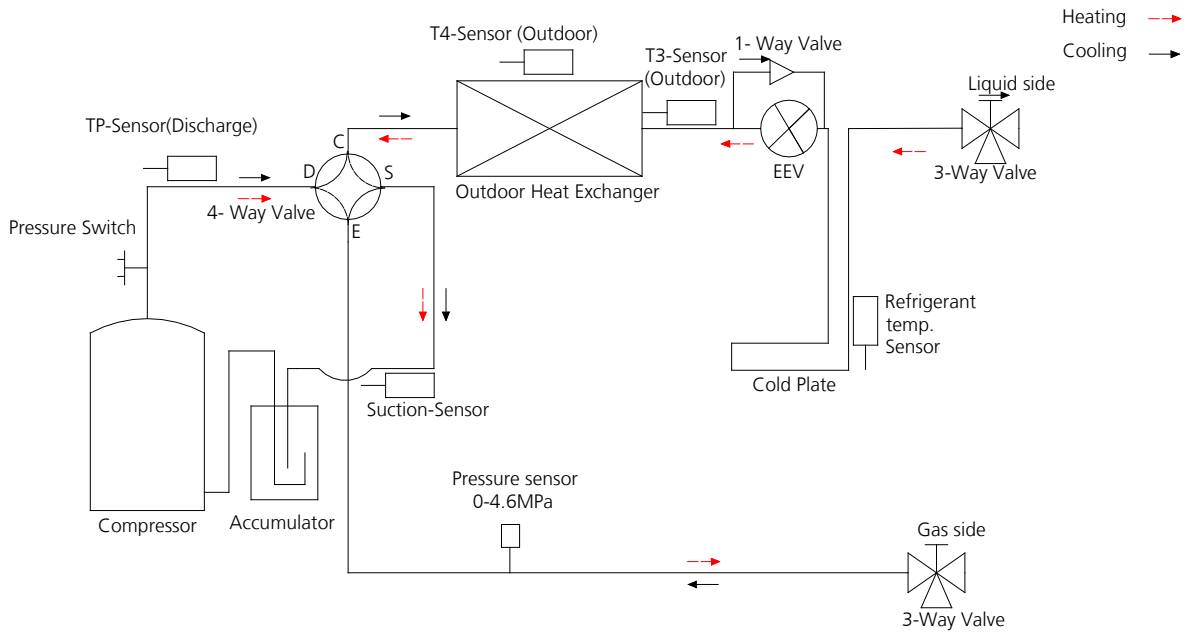 Heating
Cooling
T4-Sensor (Outdoor)
1- Way Valve
T3-Sensor
(Outdoor)
Liquid side
TP-Sensor(Discharge)
C
D
S
E
4- Way Valve
Outdoor Heat Exchanger
EEV
3-Way Valve
Pressure Switch
Refrigerant
temp.
Sensor
Cold Plate
Suction-Sensor
Pressure sensor
0-4.6MPa
Compressor
Accumulator
Gas side
3-Way Valve